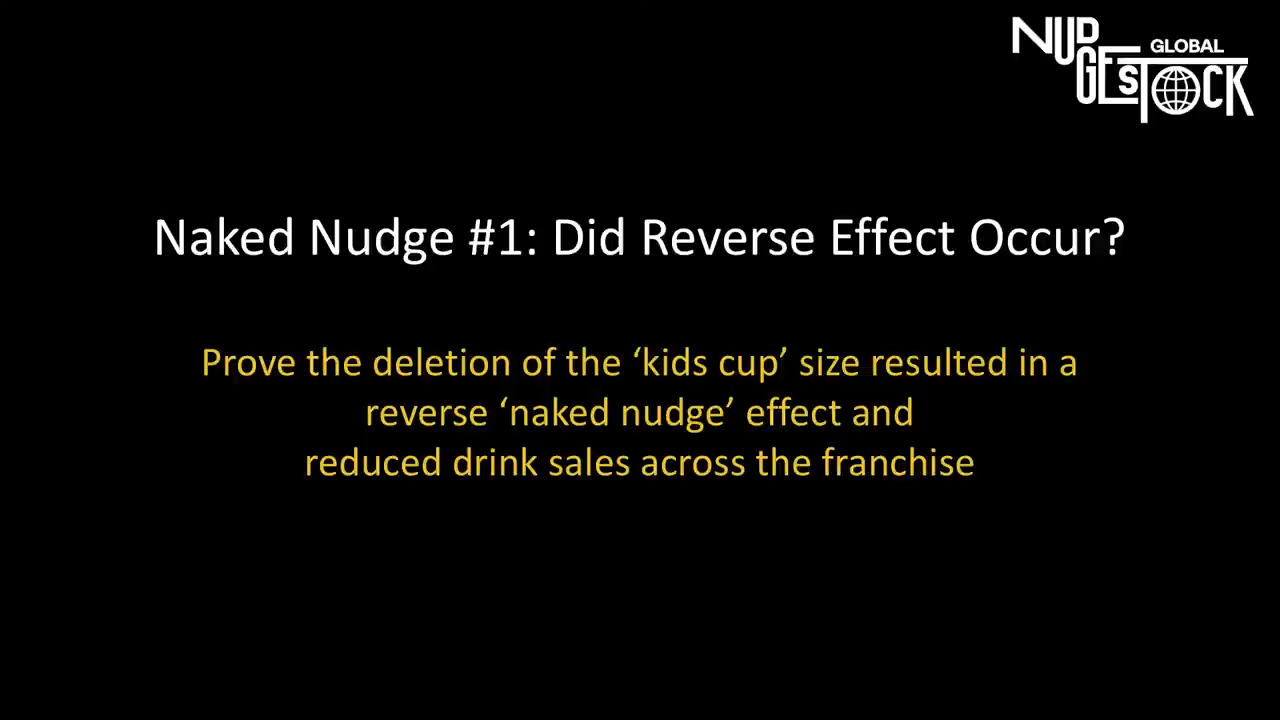 NUDGESTOCK
GLOBAL
Naked Nudge #1: Did Reverse Effect Occur?
Prove the deletion of the ‘kids cup’ size resulted in a
reverse ‘naked nudge’ effect and
reduced drink sales across the franchise